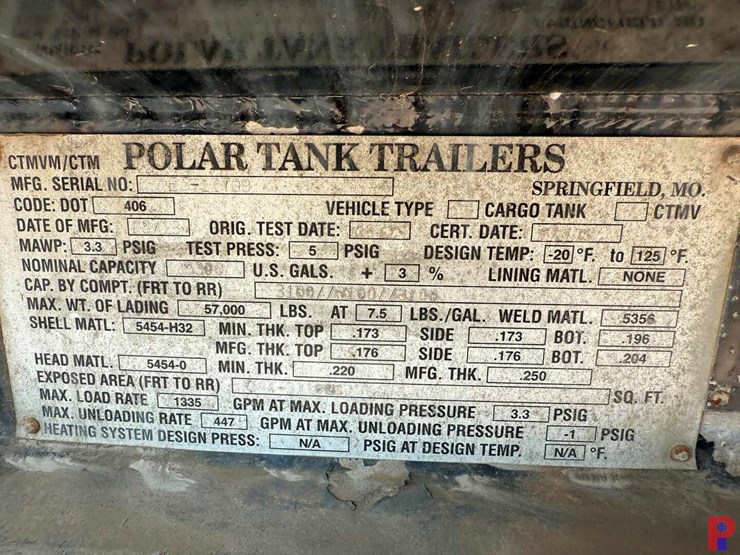 CTMVM/CTM POLAR TANK TRAILERS
MFG. SERIAL NO: SPRINGFIELD, MO.
CODE: DOT 406 VEHICLE TYPE CARGO TANK CTMV
DATE OF MFG: ORIG. TEST DATE: CERT. DATE:
MAWP: 3.3 PSIG TEST PRESS: 5 PSIG DESIGN TEMP: -20 °F. to 125 °F.
NOMINAL CAPACITY U.S. GALS. + 3 % LINING MATL. NONE
CAP. BY COMPT. (FRT TO RR)
MAX. WT. OF LADING 57,000 LBS. AT 7.5 LBS./GAL. WELD MATL. 5356
SHELL MATL: 5454-H32 MIN. THK. TOP .173 SIDE .173 BOT. .196
MFG. THK. TOP .176 SIDE .176 BOT. .204
HEAD MATL. 5454-0 MIN. THK. .220 MFG. THK. .250
EXPOSED AREA (FRT TO RR) SQ. FT.
MAX. LOAD RATE 1335 GPM AT MAX. LOADING PRESSURE 3.3 PSIG
MAX. UNLOADING RATE 447 GPM AT MAX. UNLOADING PRESSURE -1 PSIG
HEATING SYSTEM DESIGN PRESS: N/A PSIG AT DESIGN TEMP. N/A °F.